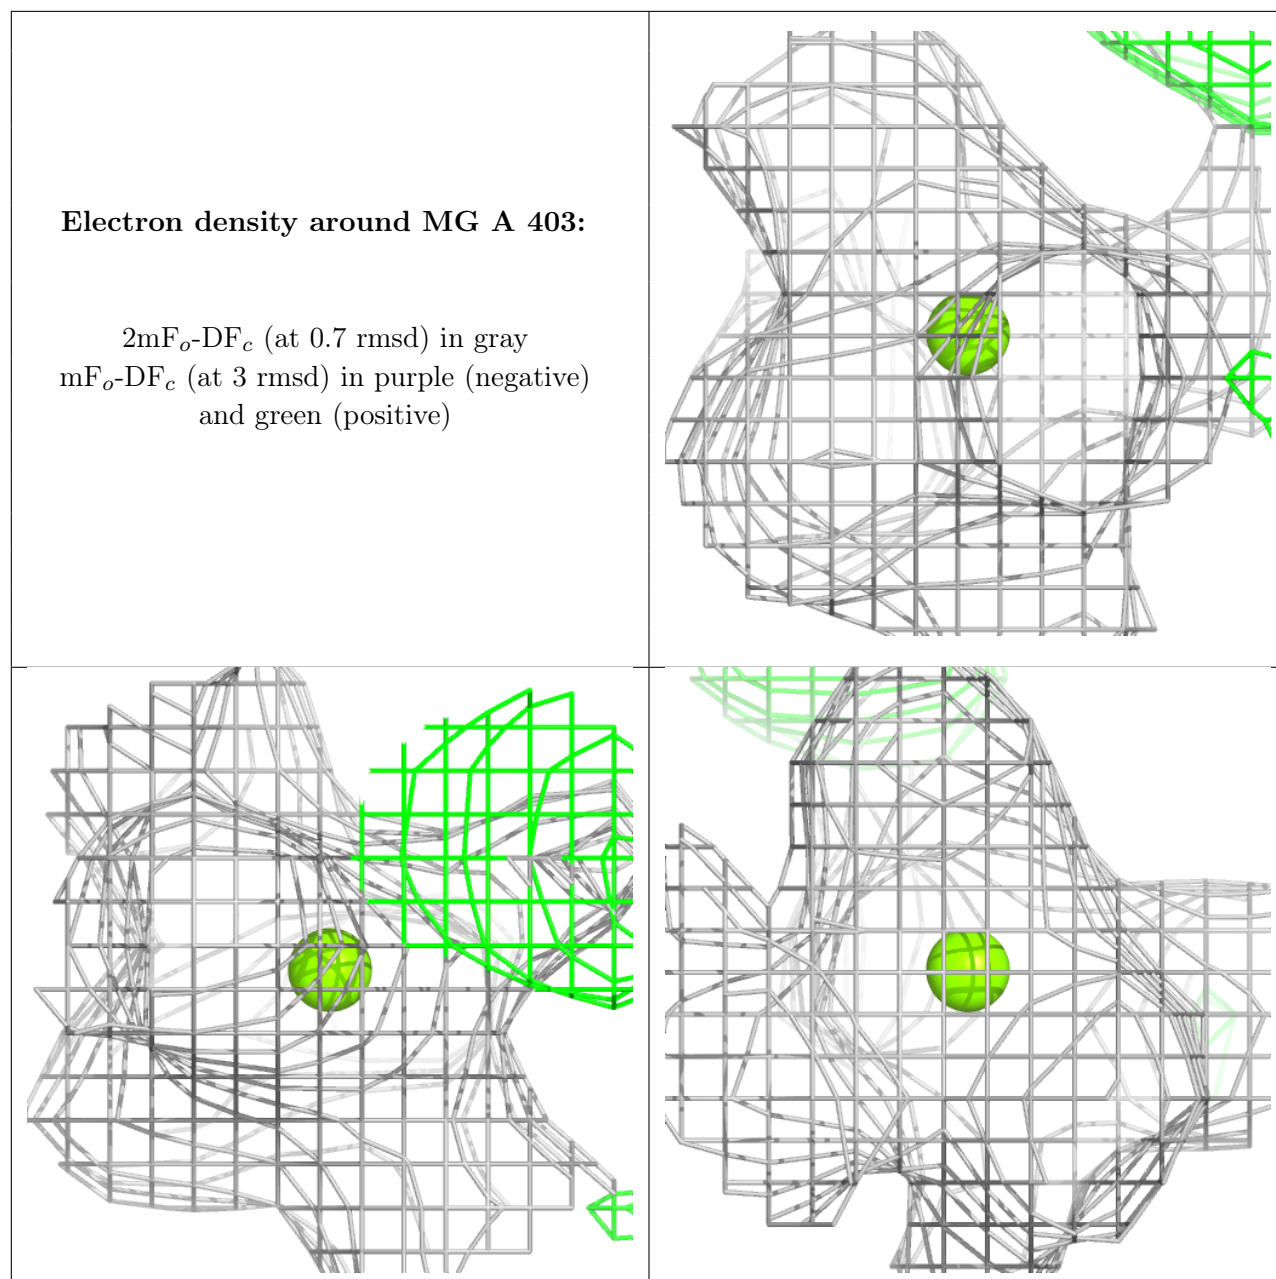 Electron density around MG A 403:
2mFo-DFc (at 0.7 rmsd) in gray
mFo-DFc (at 3 rmsd) in purple (negative)
and green (positive)